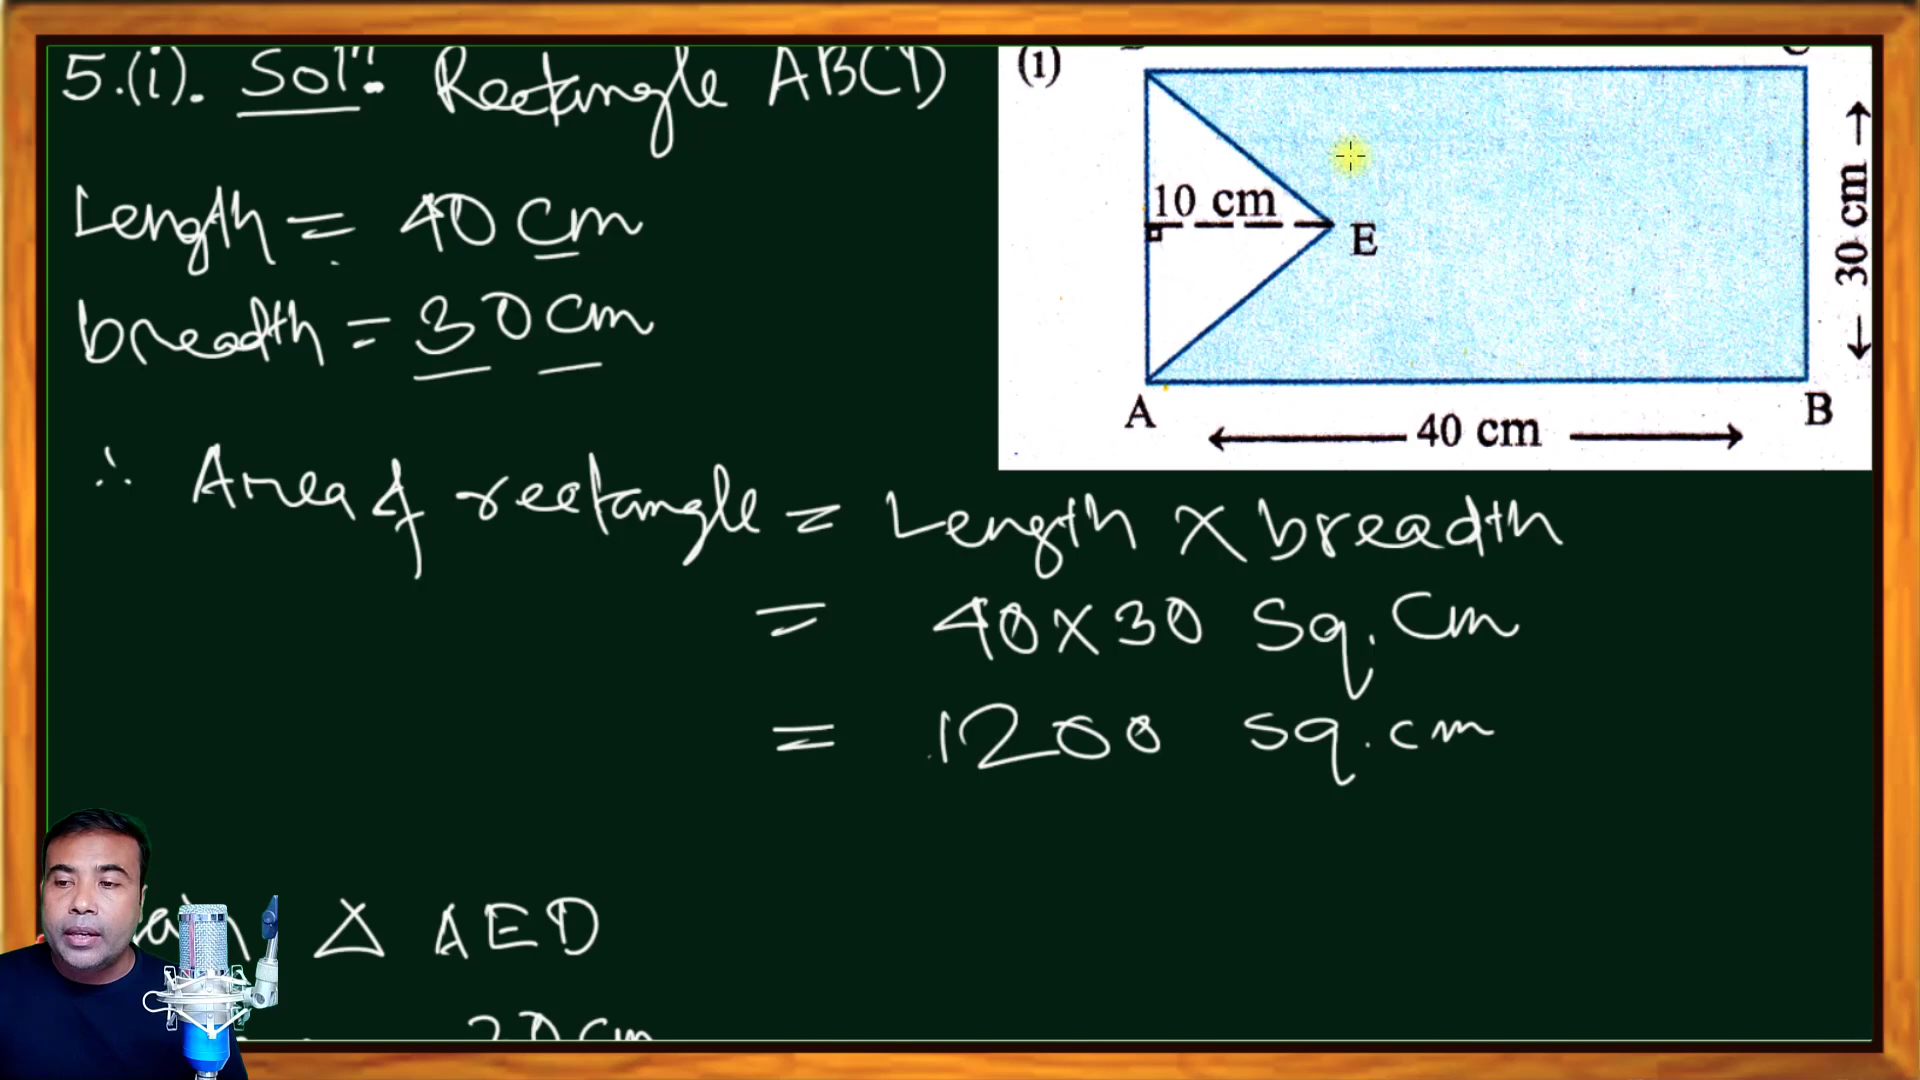 5.(i). Solⁿ. Rectangle ABCD
Length = 40 cm
breadth = 30 cm
∴ Area of rectangle = Length × breadth
= 40×30 Sq. Cm
= 1200 sq.cm
△ AED
(1)
10 cm
E
30 cm
A
B
40 cm